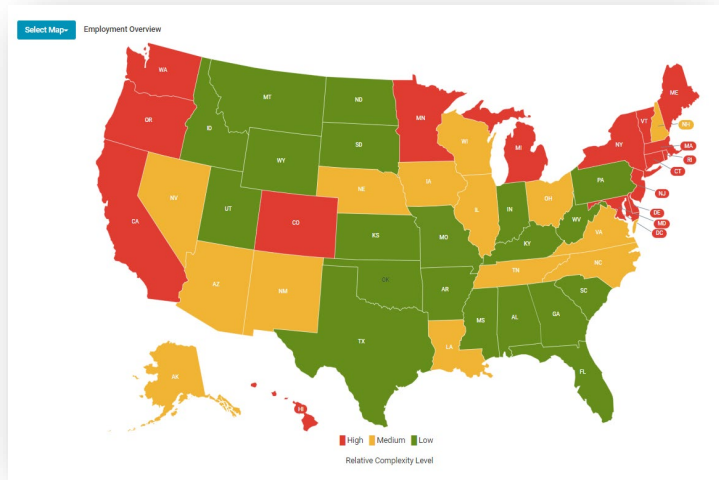 Select Map
Employment Overview
WA
ME
MT
ND
MN
VT
OR
NH
ID
WI
SD
MI
NY
MA
WY
RI
CT
IA
PA
NE
NJ
NV
OH
IL
IN
DE
UT
CO
WV
MD
CA
VA
DC
KS
MO
KY
NC
TN
OK
AZ
NM
AR
SC
MS
AL
GA
TX
LA
FL
AK
HI
High Medium Low
Relative Complexity Level